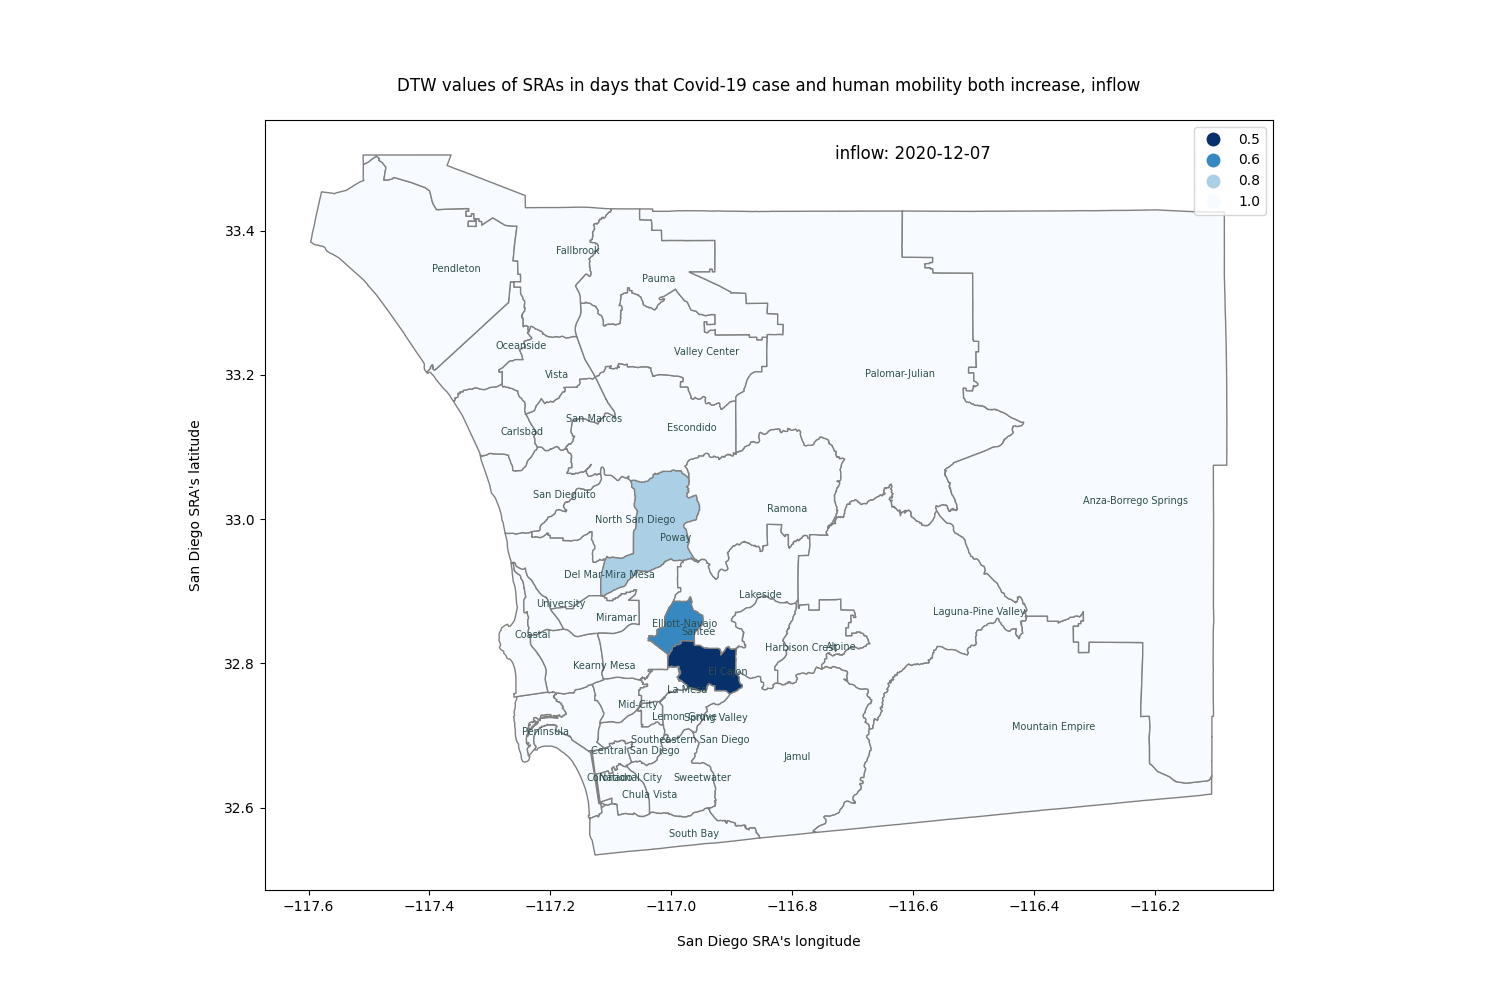 DTW values of SRAs in days that Covid-19 case and human mobility both increase, inflow
inflow: 2020-12-07
0.5
0.6
0.8
1.0
33.4
33.2
33.0
32.8
32.6
San Diego SRA's latitude
Fallbrook
Pendleton
Pauma
Oceanside
Valley Center
Vista
Palomar-Julian
San Marcos
Carlsbad
Escondido
San Dieguito
Anza-Borrego Springs
Ramona
North San Diego
Poway
Del Mar-Mira Mesa
Lakeside
University
Miramar
Laguna-Pine Valley
Elliott-Navajo
Santee
Coastal
Harbison Crest
Alpine
Kearny Mesa
El Cajon
La Mesa
Mid-City
Lemon Grove
Spring Valley
Mountain Empire
Peninsula
Southeastern San Diego
Central San Diego
Jamul
Coronado
National City
Sweetwater
Chula Vista
South Bay
−117.6 −117.4 −117.2 −117.0 −116.8 −116.6 −116.4 −116.2
San Diego SRA's longitude